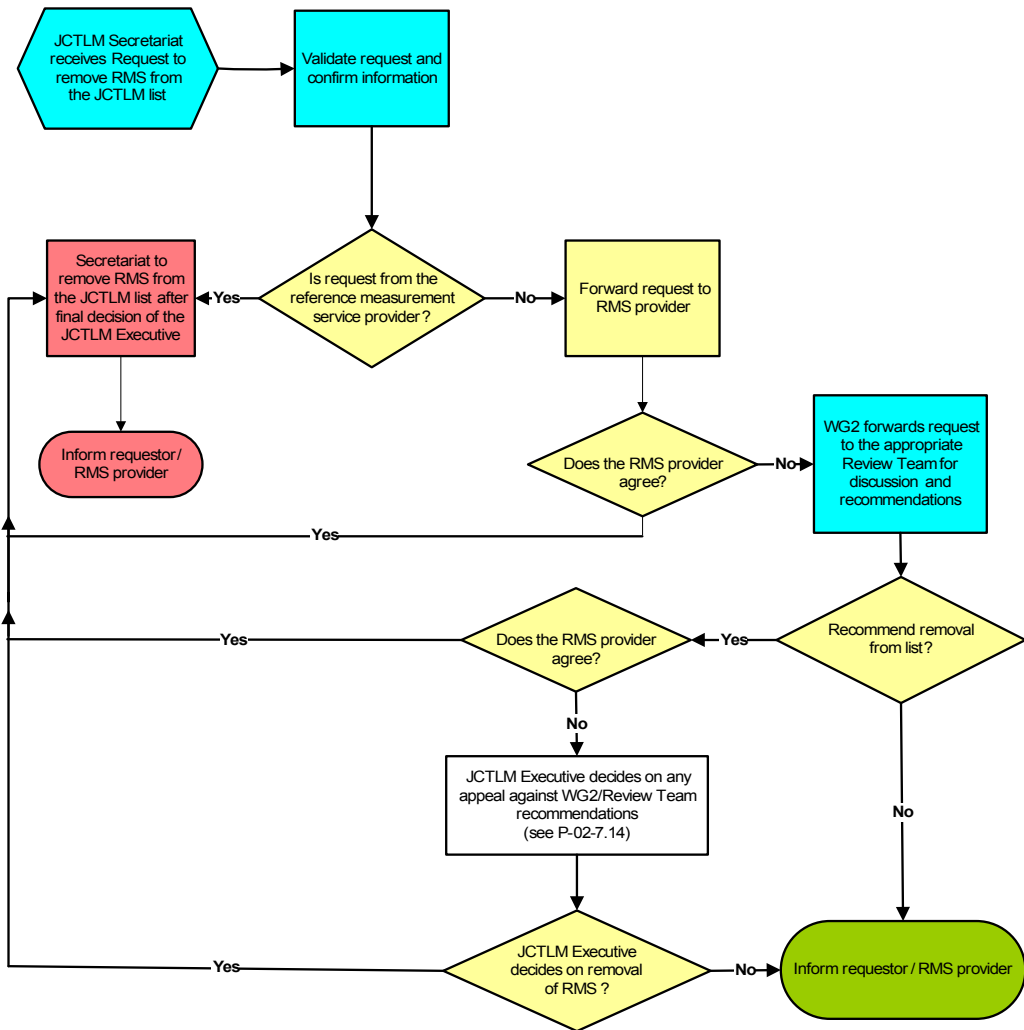 JCTLM Secretariat
receives Request to
remove RMS from
the JCTLM list
Validate request and
confirm information
Secretariat to
remove RMS from
the JCTLM list after
final decision of the
JCTLM Executive
Yes
Is request from the
reference measurement
service provider?
No
Forward request to
RMS provider
Inform requestor/
RMS provider
Does the RMS provider
agree?
No
WG2 forwards request
to the appropriate
Review Team for
discussion and
recommendations
Yes
Yes
Does the RMS provider
agree?
Yes
Recommend removal
from list?
No
JCTLM Executive decides on any
appeal against WG2/Review Team
recommendations
(see P-02-7.14)
No
Yes
JCTLM Executive
decides on removal
of RMS ?
No
Inform requestor / RMS provider